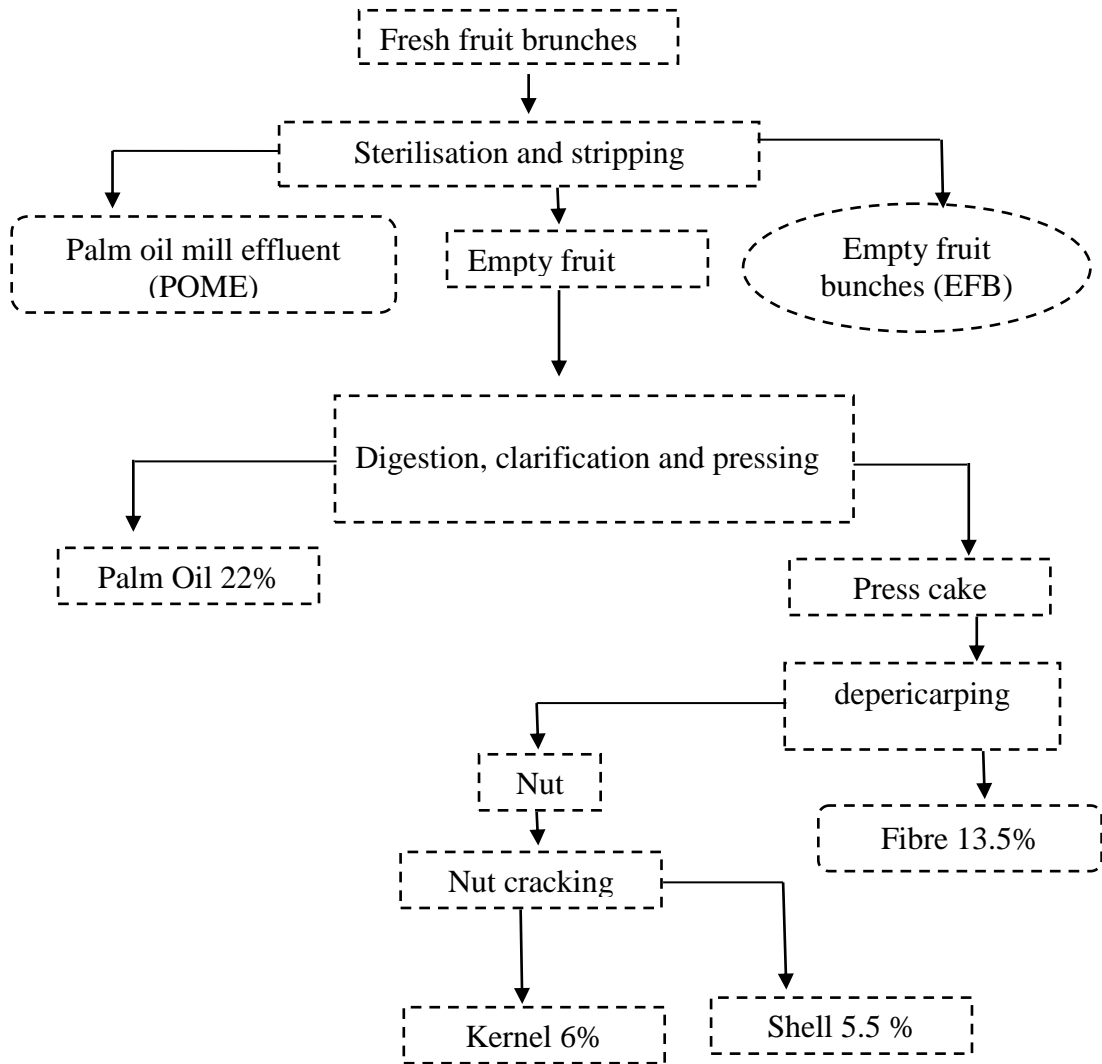 Fresh fruit brunches
Sterilisation and stripping
Palm oil mill effluent
(POME)
Empty fruit
Empty fruit
bunches (EFB)
Digestion, clarification and pressing
Palm Oil 22%
Press cake
depericarping
Nut
Fibre 13.5%
Nut cracking
Kernel 6%
Shell 5.5 %